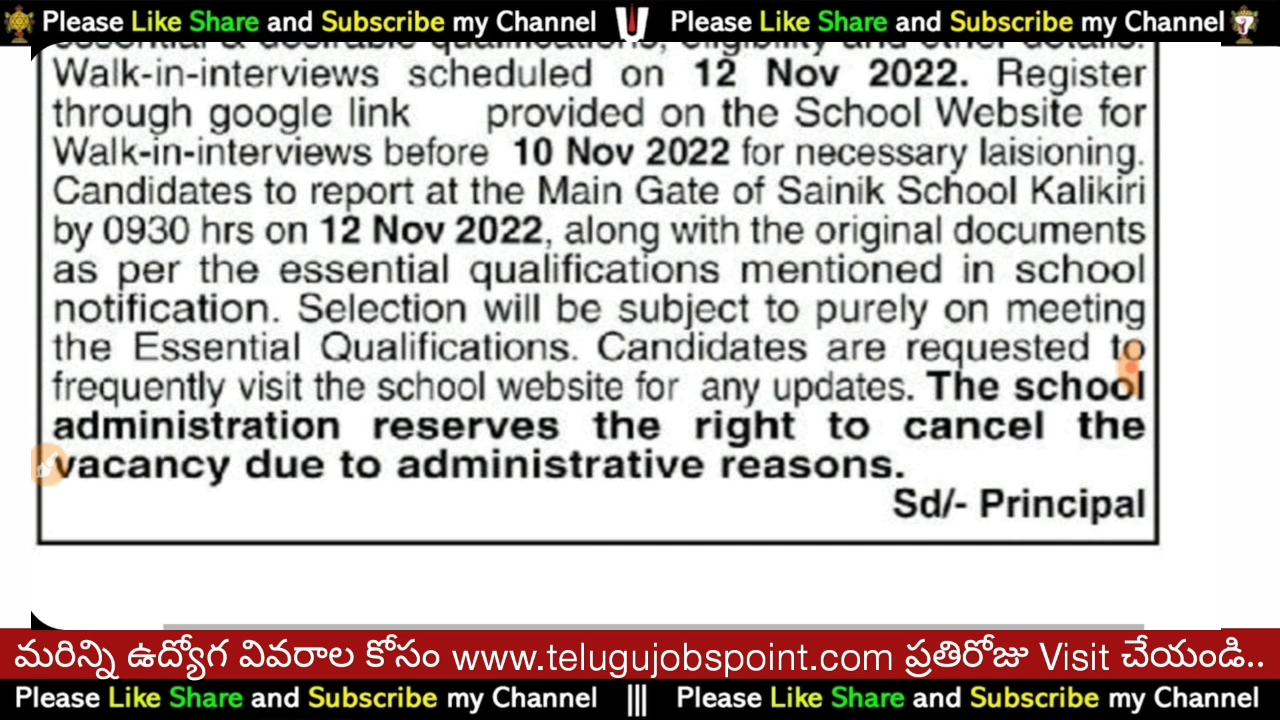 Please Like Share and Subscribe my Channel Please Like Share and Subscribe my Channel
essential & desirable qualifications, eligibility and other details.
Walk-in-interviews scheduled on 12 Nov 2022. Register
through google link provided on the School Website for
Walk-in-interviews before 10 Nov 2022 for necessary laisioning.
Candidates to report at the Main Gate of Sainik School Kalikiri
by 0930 hrs on 12 Nov 2022, along with the original documents
as per the essential qualifications mentioned in school
notification. Selection will be subject to purely on meeting
the Essential Qualifications. Candidates are requested to
frequently visit the school website for any updates. The school
administration reserves the right to cancel the
vacancy due to administrative reasons.
Sd/- Principal
మరిన్ని ఉద్యోగ వివరాల కోసం www.telugujobspoint.com ప్రతిరోజు Visit చేయండి..
Please Like Share and Subscribe my Channel ||| Please Like Share and Subscribe my Channel